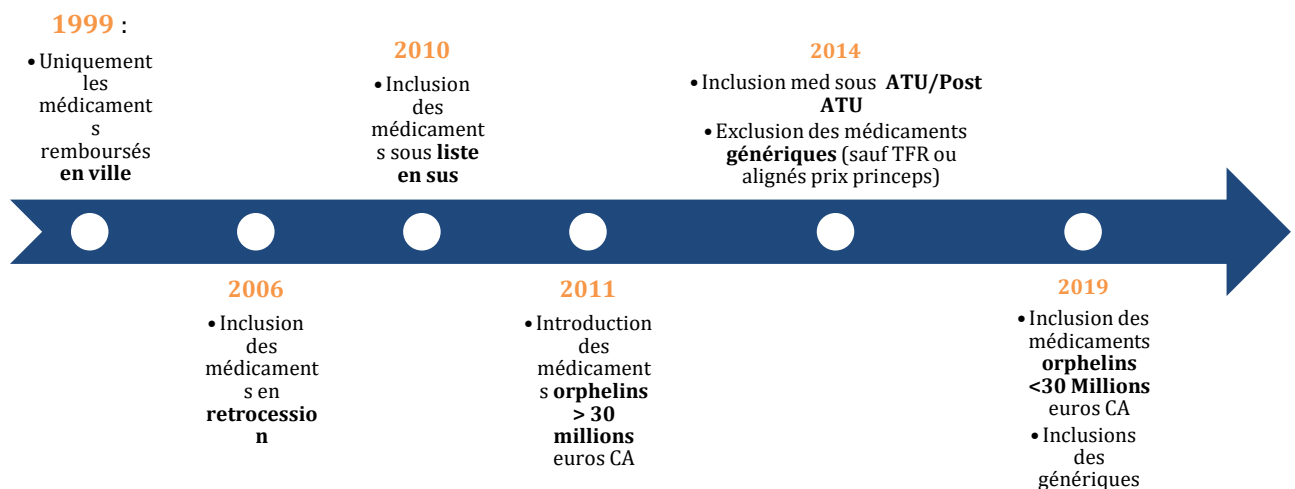 1999 :
•Uniquement
les
médicament
s
remboursés
en ville
2006
•Inclusion
des
médicament
s en
retrocessio
n
2010
•Inclusion
des
médicament
s sous liste
en sus
2011
•Introduction
des
médicament
s orphelins
> 30
millions
euros CA
2014
•Inclusion med sous ATU/Post
ATU
•Exclusion des médicaments
génériques (sauf TFR ou
alignés prix princeps)
2019
•Inclusion des
médicaments
orphelins
<30 Millions
euros CA
•Inclusions
des
génériques